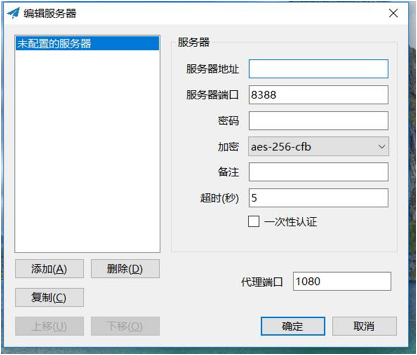 编辑服务器
未配置的服务器
服务器
服务器地址
服务器端口 8388
密码
加密 aes-256-cfb
备注
超时(秒) 5
一次性认证
添加(A) 删除(D)
代理端口 1080
复制(C)
上移(U) 下移(O) 确定 取消